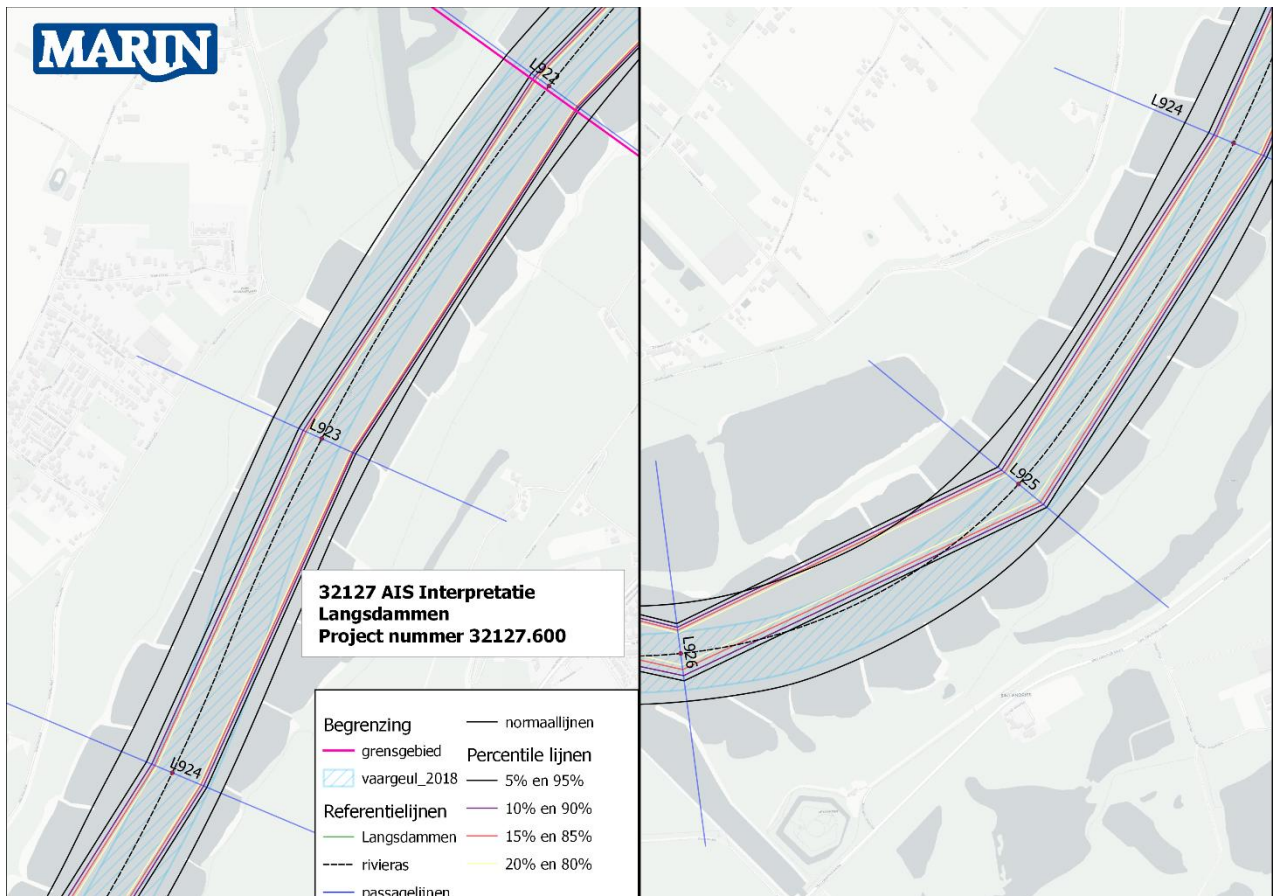 MARIN
L922
L923
L924
32127 AIS Interpretatie
Langsdammen
Project nummer 32127.600
Begrenzing
grensgebied
vaargeul_2018
Referentielijnen
Langsdammen
rivieras
passagelijnen
normaallijnen
Percentile lijnen
5% en 95%
10% en 90%
15% en 85%
20% en 80%
L924
L925
L926